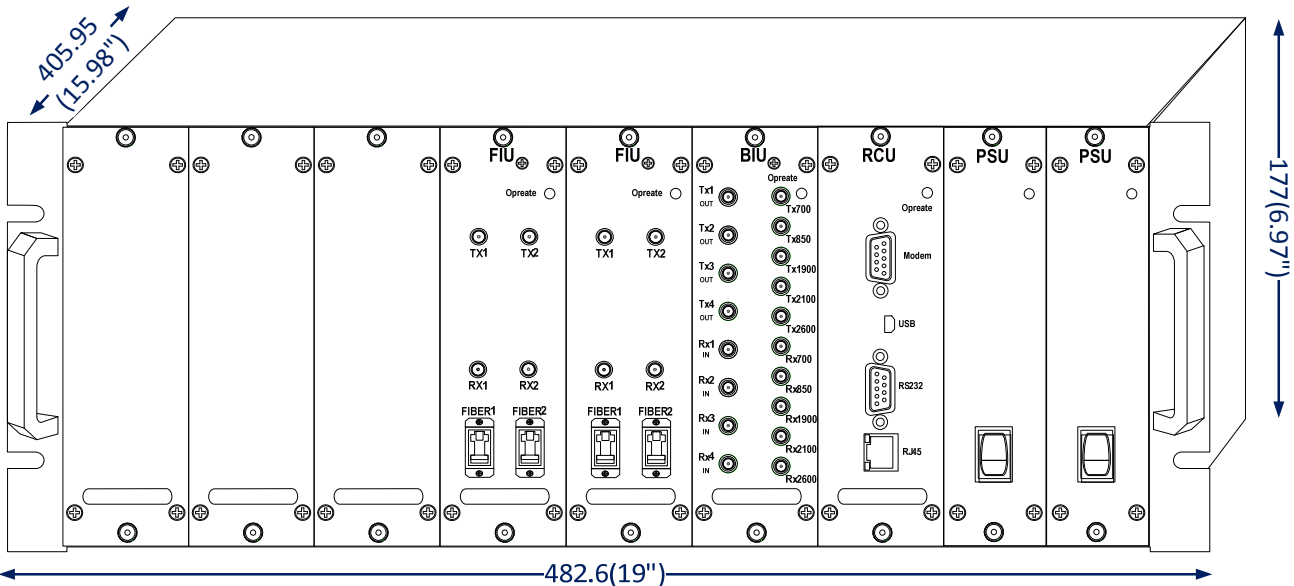 405.95
(15.98")
177(6.97")
482.6(19")
FIU
Opreate
TX1 TX2
RX1 RX2
FIBER1 FIBER2
FIU
Opreate
TX1 TX2
RX1 RX2
FIBER1 FIBER2
BIU
Opreate
Tx1
OUT
Tx2
OUT
Tx3
OUT
Tx4
OUT
Rx1
IN
Rx2
IN
Rx3
IN
Rx4
IN
Tx700
Tx850
Tx1900
Tx2100
Tx2600
Rx700
Rx850
Rx1900
Rx2100
Rx2600
RCU
Opreate
Modem
USB
RS232
RJ45
PSU
PSU